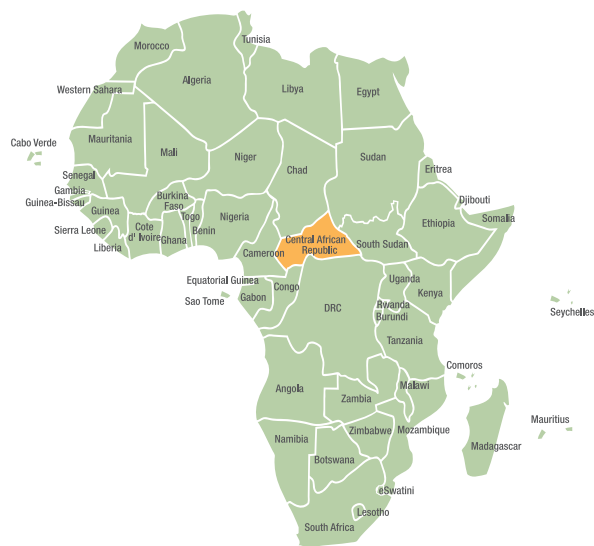 Tunisia
Morocco
Algeria
Libya
Egypt
Western Sahara
Mauritania
Cabo Verde
Mali
Niger
Chad
Sudan
Eritrea
Senegal
Gambia
Guinea-Bissau
Guinea
Sierra Leone
Liberia
Cote
d' Ivoire
Burkina
Faso
Ghana
Togo
Benin
Nigeria
Djibouti
Somalia
Ethiopia
Cameroon
Central African
Republic
South Sudan
Equatorial Guinea
Sao Tome
Gabon
Congo
DRC
Uganda
Kenya
Rwanda
Burundi
Tanzania
Seychelles
Comoros
Angola
Zambia
Malawi
Mozambique
Zimbabwe
Mauritius
Madagascar
Namibia
Botswana
eSwatini
Lesotho
South Africa